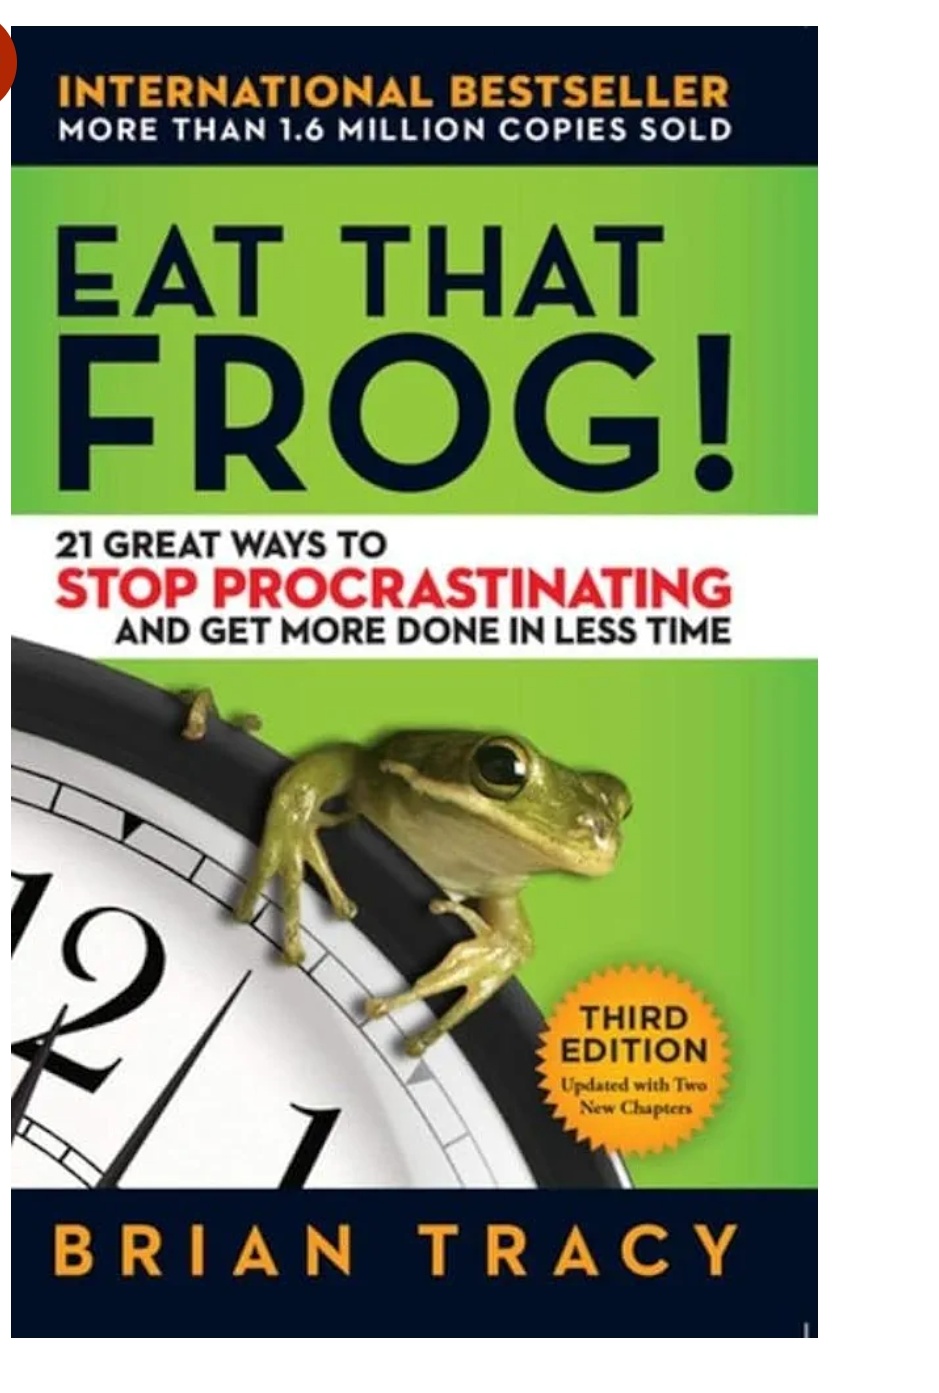 INTERNATIONAL BESTSELLER
MORE THAN 1.6 MILLION COPIES SOLD
EAT THAT
FROG!
21 GREAT WAYS TO
STOP PROCRASTINATING
AND GET MORE DONE IN LESS TIME
12
1
THIRD
EDITION
Updated with Two
New Chapters
BRIAN TRACY